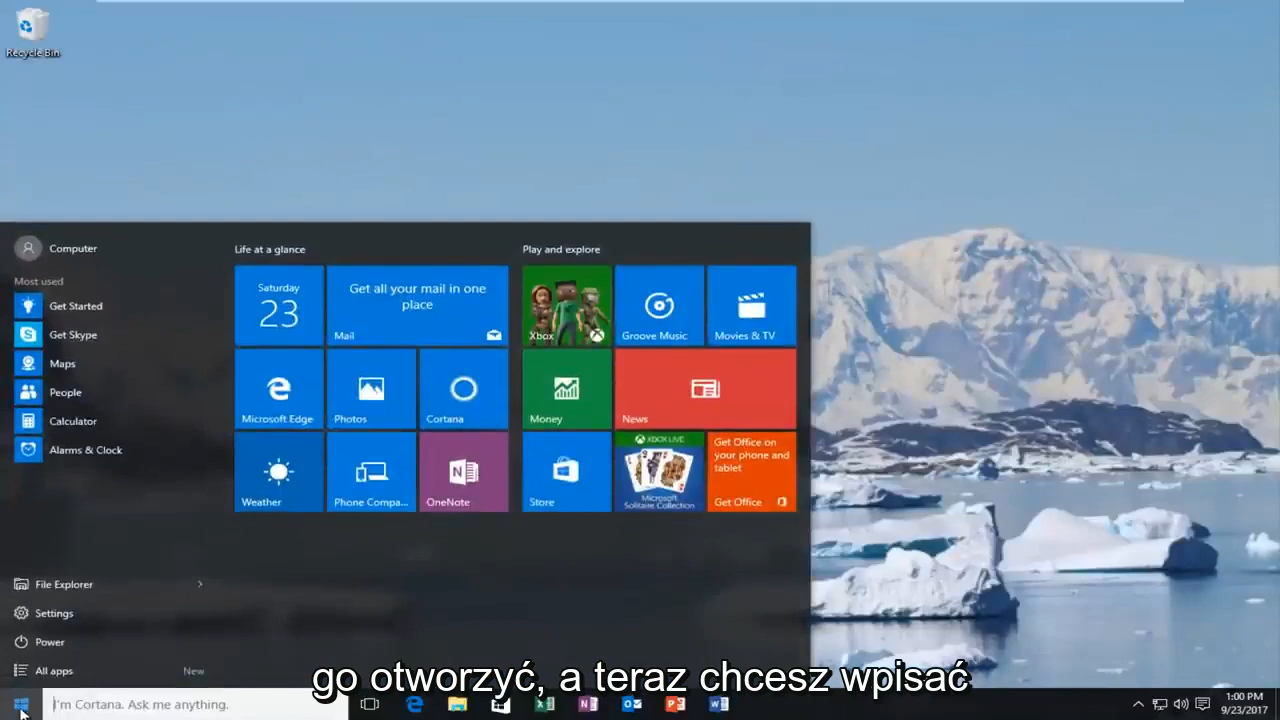 Recycle Bin
Computer
Most used
Get Started
Get Skype
Maps
People
Calculator
Alarms & Clock
File Explorer
Settings
Power
All apps
New
Life at a glance
Saturday
23
Get all your mail in one
place
Mail
Microsoft Edge
Photos
Cortana
Weather
Phone Compa...
OneNote
Play and explore
Xbox
Groove Music
Movies & TV
Money
News
Store
XBOX LIVE
Microsoft
Solitaire Collection
Get Office on
your phone and
tablet
Get Office
go otworzyć, a teraz chcesz wpisać
I'm Cortana. Ask me anything.
1:00 PM
9/23/2017